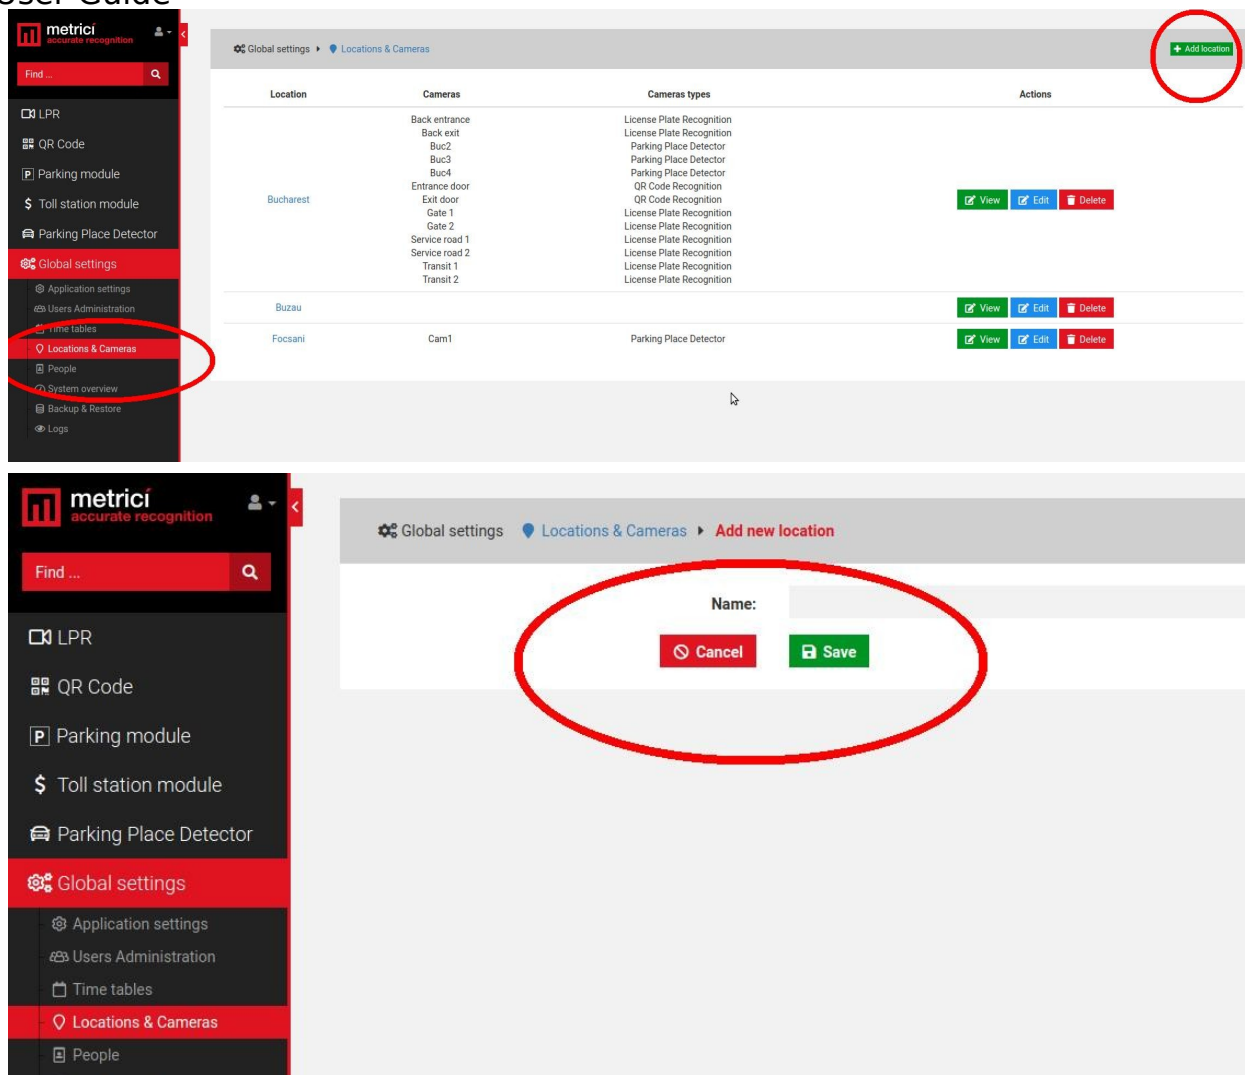 User Guide
metrici
accurate recognition
Find ...
LPR
QR Code
P Parking module
$ Toll station module
Parking Place Detector
Global settings
Application settings
Users Administration
Time tables
Locations & Cameras
People
System overview
Backup & Restore
Logs
Global settings Locations & Cameras
+ Add location
Location Cameras Cameras types Actions
Back entrance License Plate Recognition
Back exit License Plate Recognition
Buc2 Parking Place Detector
Buc3 Parking Place Detector
Buc4 Parking Place Detector
Entrance door QR Code Recognition
Bucharest Exit door QR Code Recognition View Edit Delete
Gate 1 License Plate Recognition
Gate 2 License Plate Recognition
Service road 1 License Plate Recognition
Service road 2 License Plate Recognition
Transit 1 License Plate Recognition
Transit 2 License Plate Recognition
Buzau View Edit Delete
Focsani Cam1 Parking Place Detector View Edit Delete
metrici
accurate recognition
Find ...
LPR
QR Code
P Parking module
$ Toll station module
Parking Place Detector
Global settings
Application settings
Users Administration
Time tables
Locations & Cameras
People
Global settings Locations & Cameras Add new location
Name:
Cancel Save